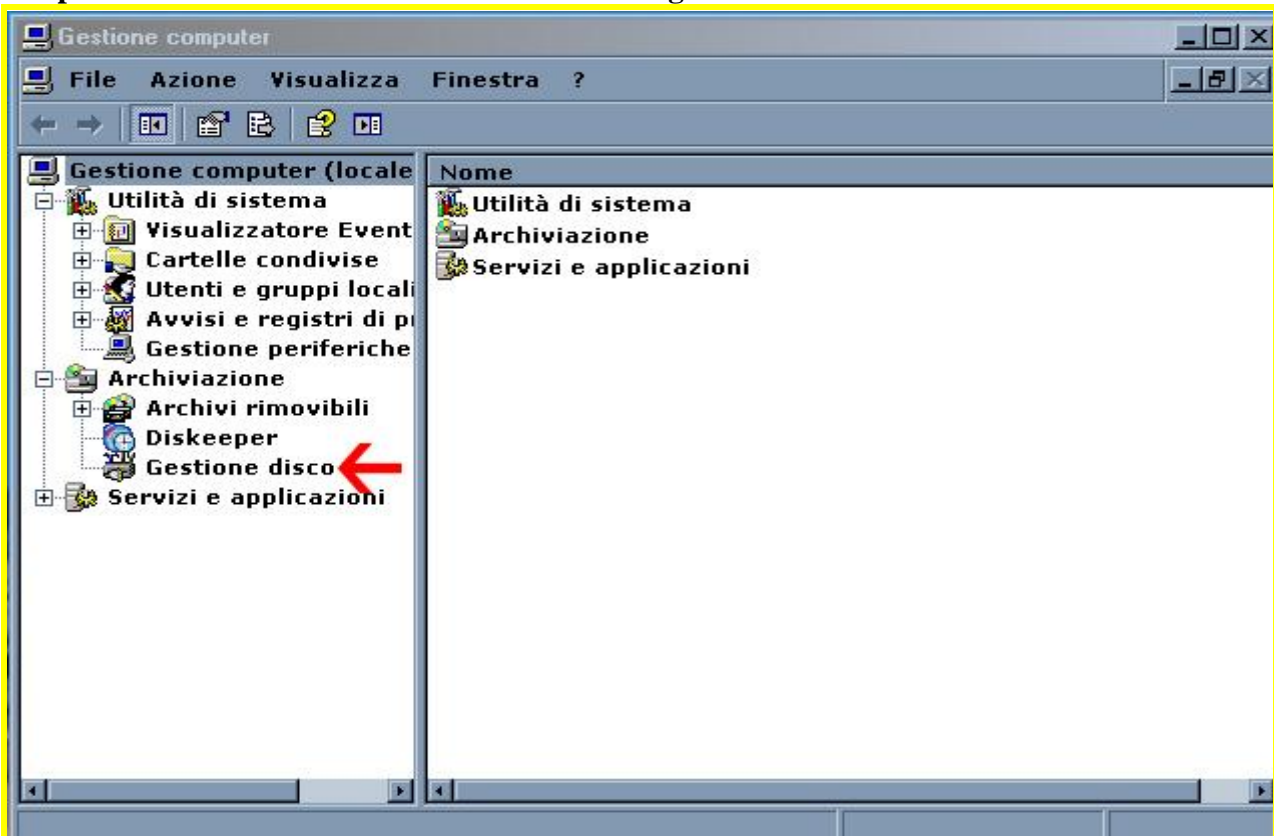 Gestione computer
File Azione Visualizza Finestra ?
Gestione computer (locale
Utilità di sistema
Visualizzatore Event
Cartelle condivise
Utenti e gruppi locali
Avvisi e registri di
Gestione periferiche
Archiviazione
Archivi rimovibili
Diskeeper
Gestione disco
Servizi e applicazioni
Nome
Utilità di sistema
Archiviazione
Servizi e applicazioni